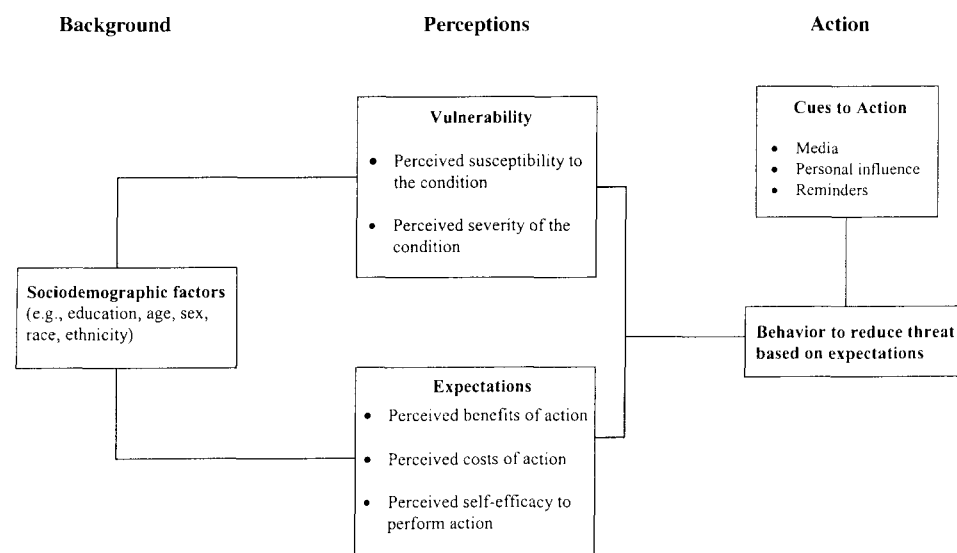 Background
Perceptions
Action
Vulnerability
• Perceived susceptibility to
the condition
• Perceived severity of the
condition
Cues to Action
• Media
• Personal influence
• Reminders
Sociodemographic factors
(e.g., education, age, sex,
race, ethnicity)
Behavior to reduce threat
based on expectations
Expectations
• Perceived benefits of action
• Perceived costs of action
• Perceived self-efficacy to
perform action